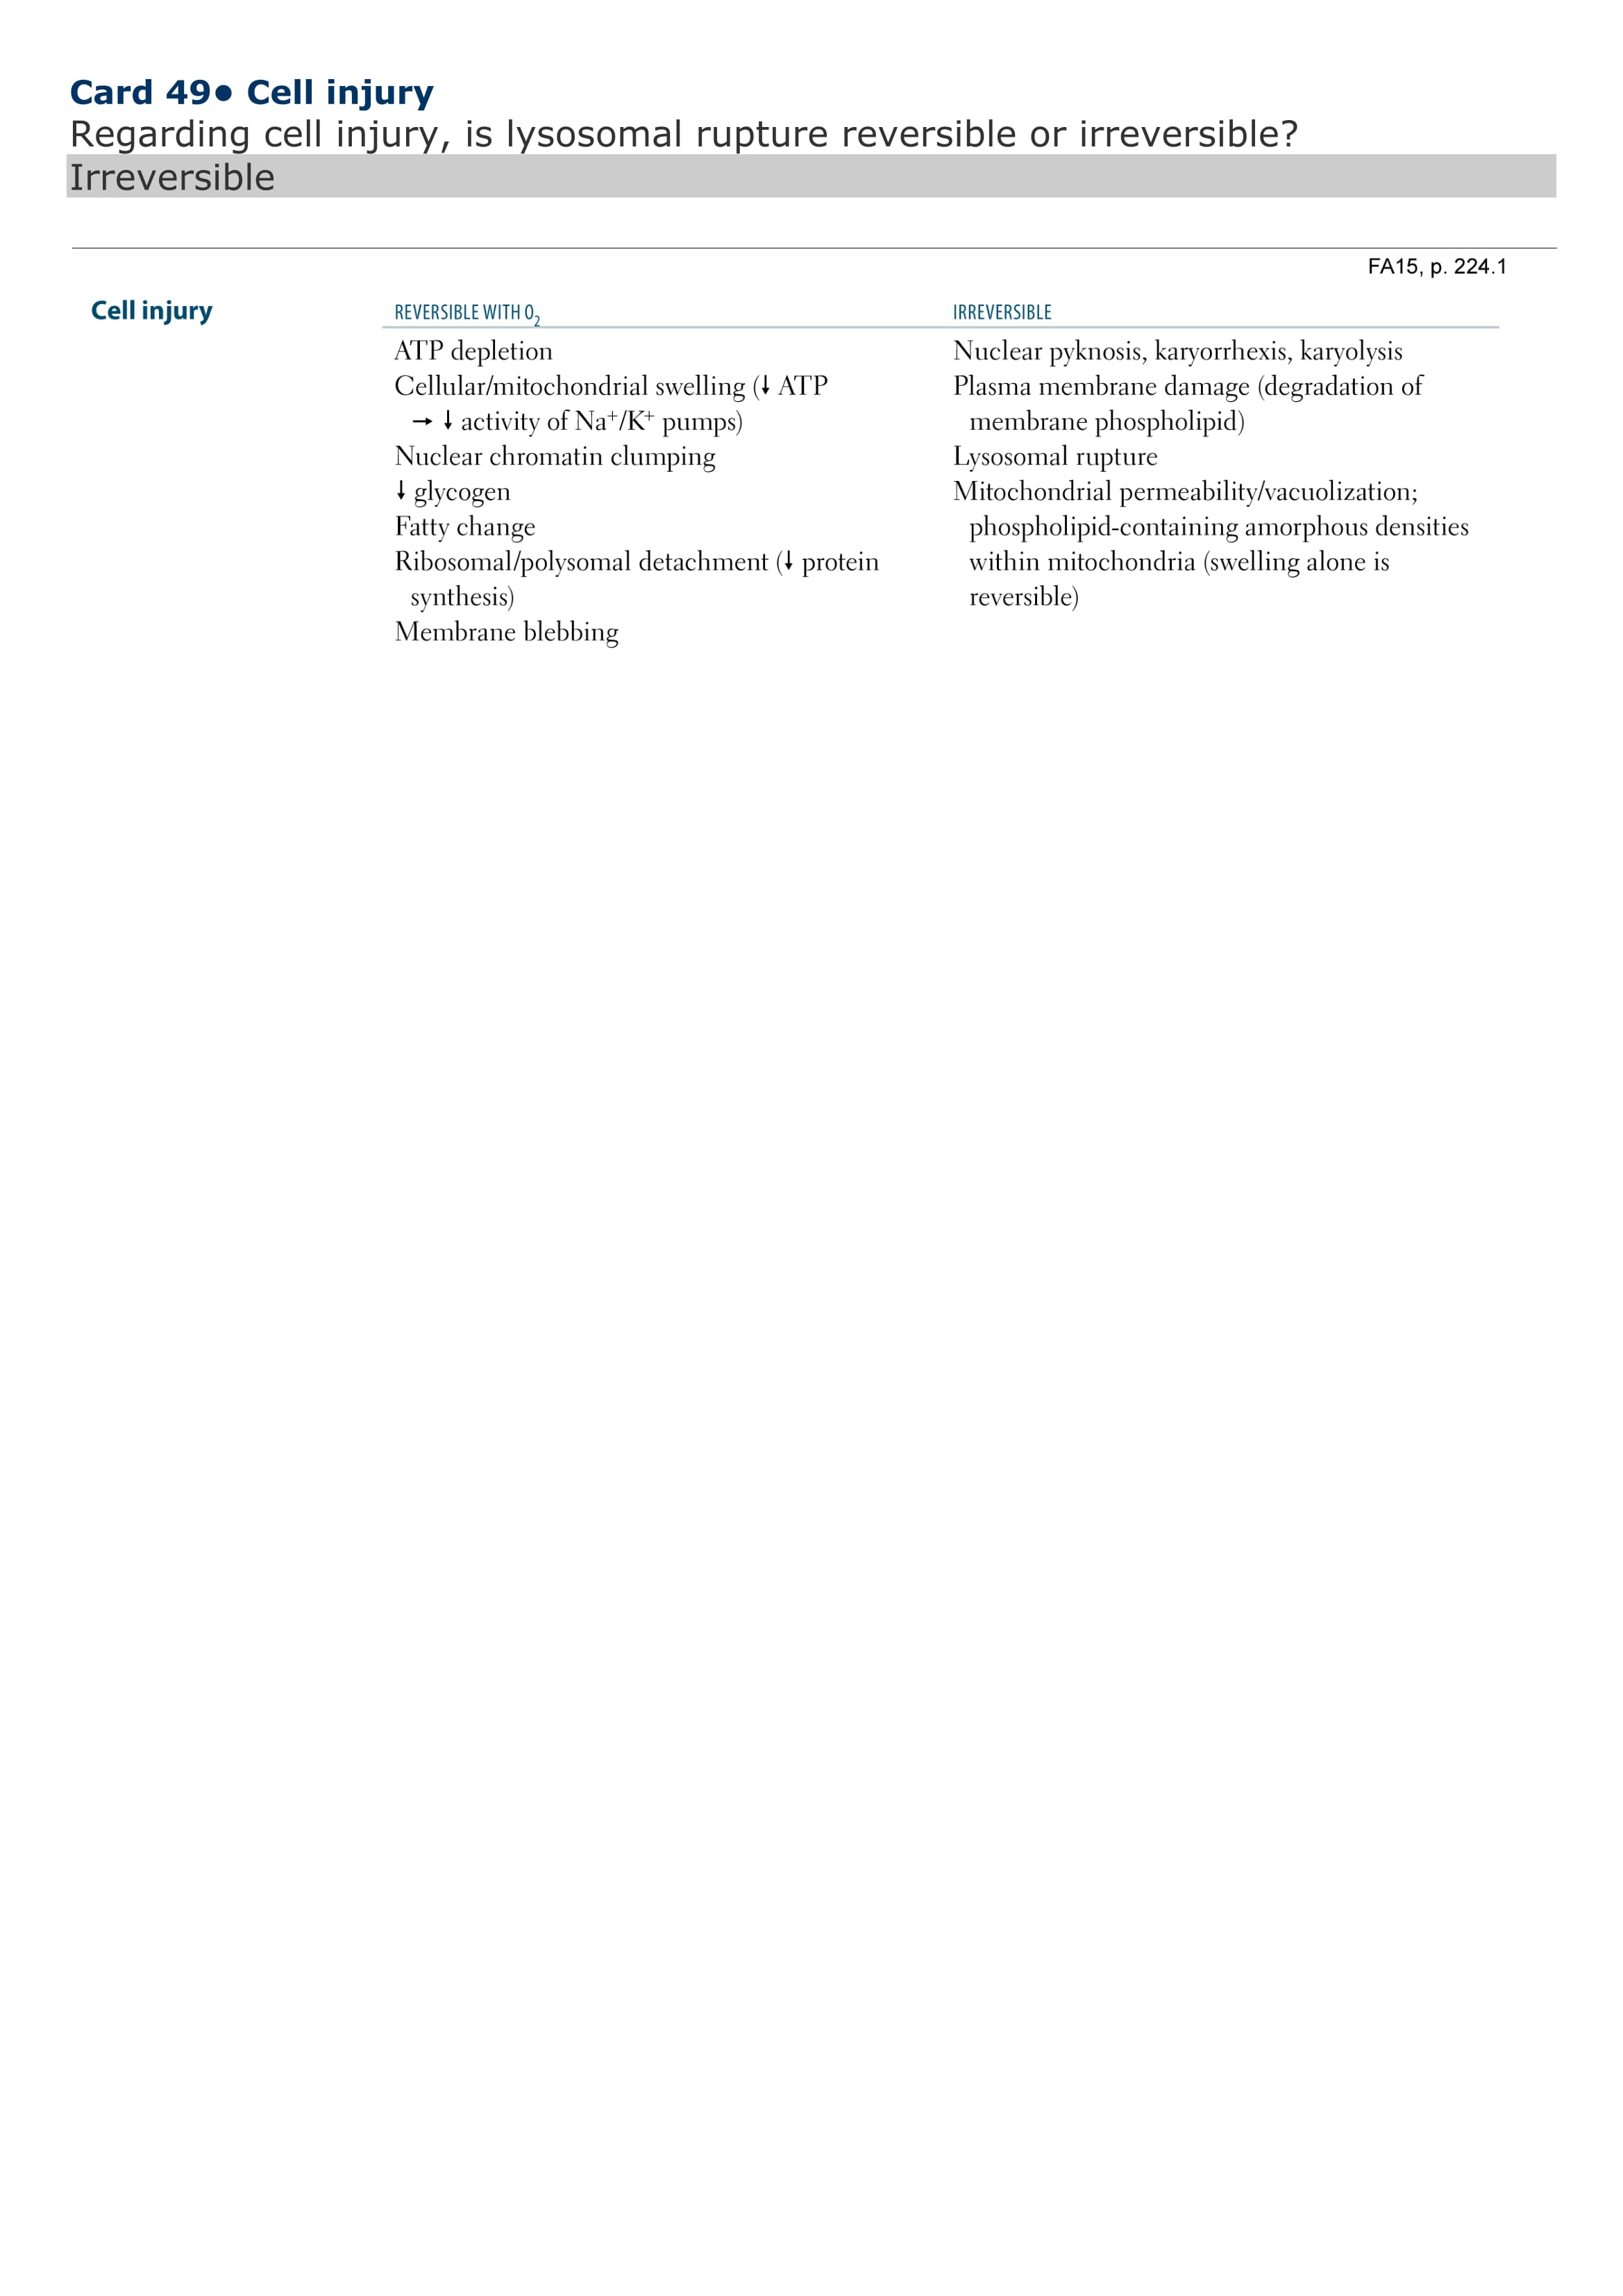 Card 49● Cell injury
Regarding cell injury, is lysosomal rupture reversible or irreversible?
Irreversible
FA15, p. 224.1
Cell injury
REVERSIBLE WITH O₂
ATP depletion
Cellular/mitochondrial swelling (↓ ATP
→ ↓ activity of Na⁺/K⁺ pumps)
Nuclear chromatin clumping
↓ glycogen
Fatty change
Ribosomal/polysomal detachment (↓ protein
synthesis)
Membrane blebbing
IRREVERSIBLE
Nuclear pyknosis, karyorrhexis, karyolysis
Plasma membrane damage (degradation of
membrane phospholipid)
Lysosomal rupture
Mitochondrial permeability/vacuolization;
phospholipid-containing amorphous densities
within mitochondria (swelling alone is
reversible)